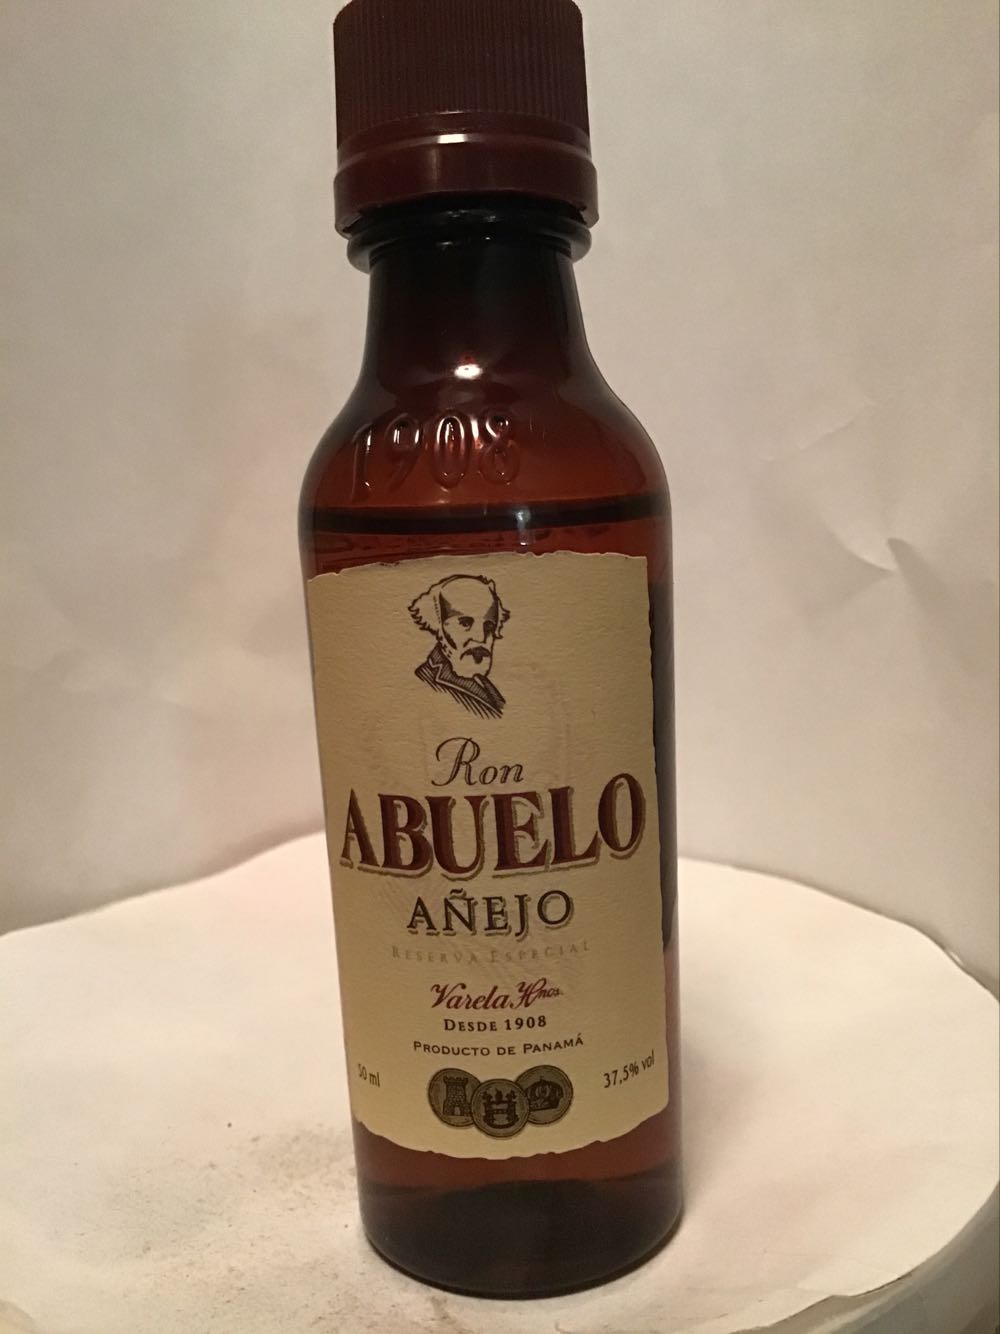 1908
Ron
ABUELO
AÑEJO
RESERVA ESPECIAL
Varela Hnos.
DESDE 1908
PRODUCTO DE PANAMÁ
50 ml
37,5% vol